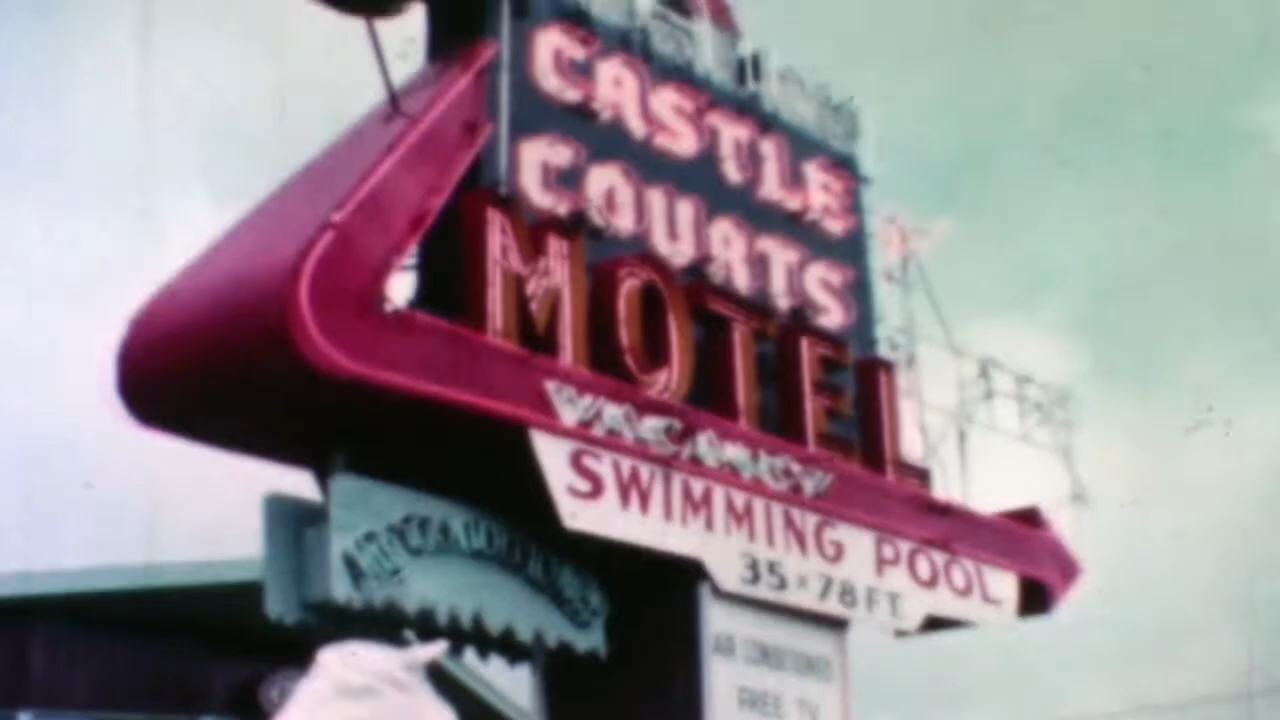 CASTLE
COURTS
MOTEL
VACANCY
SWIMMING POOL
35 x 78 FT.
AIR CONDITIONED
FREE TV